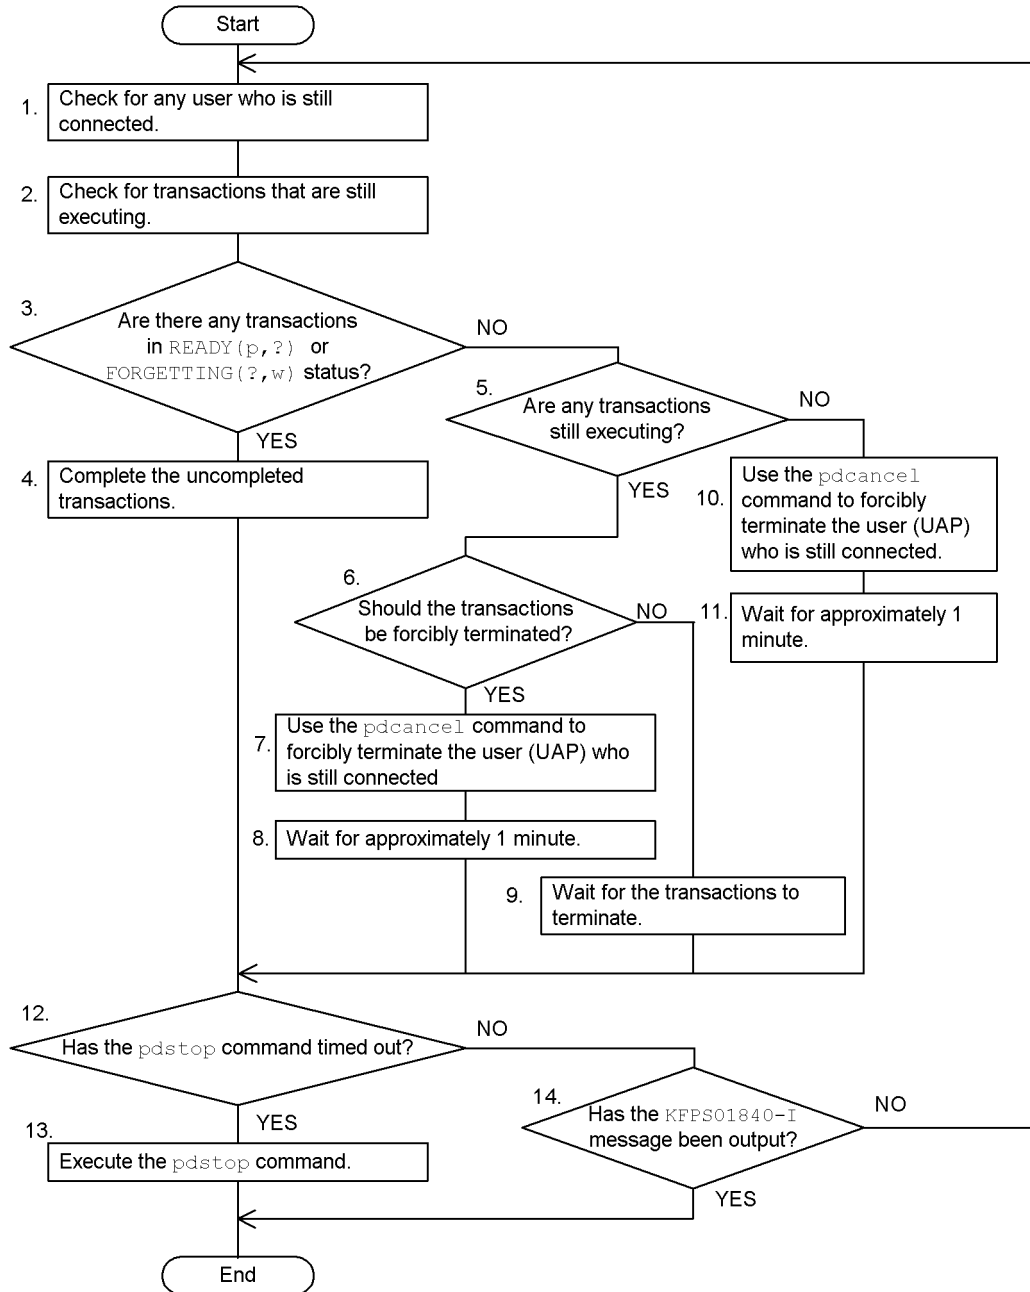 Start
1.
Check for any user who is still
connected.
2.
Check for transactions that are still
executing.
3.
Are there any transactions
in READY(p,?) or
FORGETTING(?,w) status?
NO
YES
4.
Complete the uncompleted
transactions.
5.
Are any transactions
still executing?
NO
YES
10.
Use the pdcancel
command to forcibly
terminate the user (UAP)
who is still connected.
6.
Should the transactions
be forcibly terminated?
NO
YES
11.
Wait for approximately 1
minute.
7.
Use the pdcancel command to
forcibly terminate the user (UAP) who
is still connected
8.
Wait for approximately 1 minute.
9.
Wait for the transactions to
terminate.
12.
Has the pdstop command timed out?
NO
YES
14.
Has the KFPS01840-I
message been output?
NO
YES
13.
Execute the pdstop command.
End